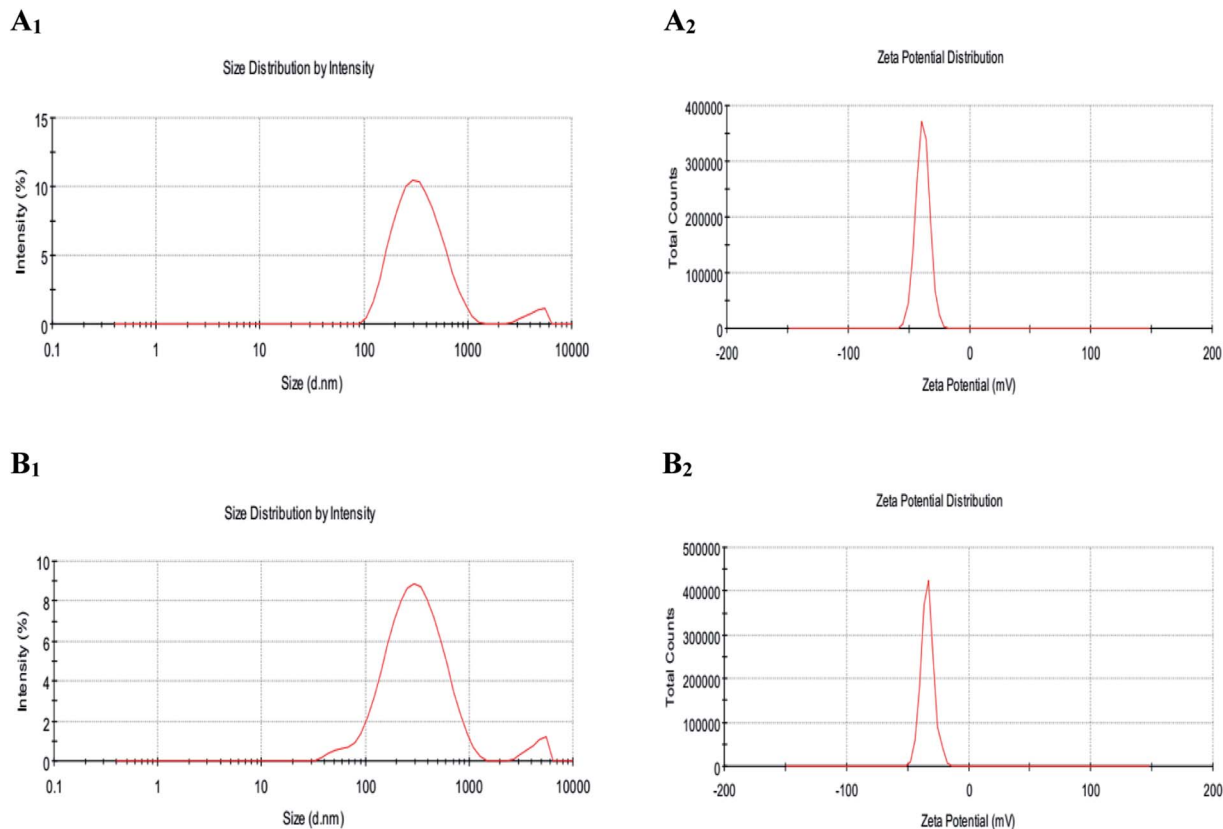 A₁
Size Distribution by Intensity
Intensity (%)
15
10
5
0
0.1 1 10 100 1000 10000
Size (d.nm)
A₂
Zeta Potential Distribution
Total Counts
400000
300000
200000
100000
0
-200 -100 0 100 200
Zeta Potential (mV)
B₁
Size Distribution by Intensity
Intensity (%)
10
8
6
4
2
0
0.1 1 10 100 1000 10000
Size (d.nm)
B₂
Zeta Potential Distribution
Total Counts
500000
400000
300000
200000
100000
0
-200 -100 0 100 200
Zeta Potential (mV)